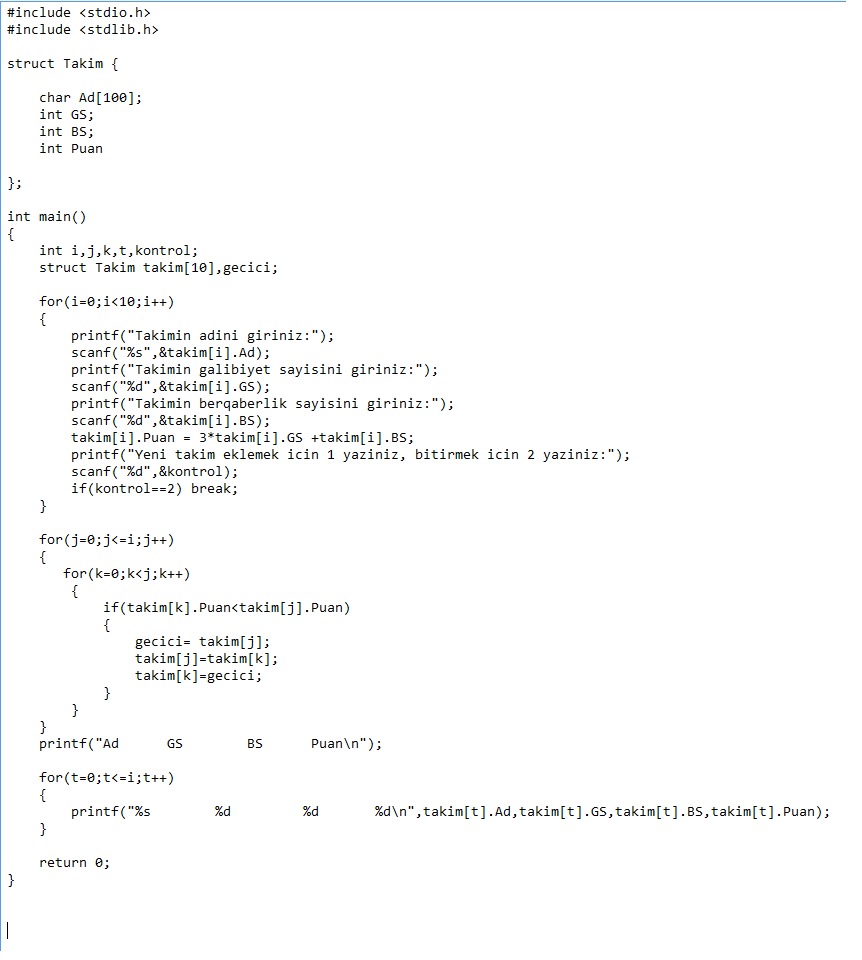 #include <stdio.h>
#include <stdlib.h>

struct Takim {

    char Ad[100];
    int GS;
    int BS;
    int Puan

};

int main()
{
    int i,j,k,t,kontrol;
    struct Takim takim[10],gecici;

    for(i=0;i<10;i++)
    {
        printf("Takimin adini giriniz:");
        scanf("%s",&takim[i].Ad);
        printf("Takimin galibiyet sayisini giriniz:");
        scanf("%d",&takim[i].GS);
        printf("Takimin berqaberlik sayisini giriniz:");
        scanf("%d",&takim[i].BS);
        takim[i].Puan = 3*takim[i].GS +takim[i].BS;
        printf("Yeni takim eklemek icin 1 yaziniz, bitirmek icin 2 yaziniz:");
        scanf("%d",&kontrol);
        if(kontrol==2) break;
    }

    for(j=0;j<=i;j++)
    {
       for(k=0;k<j;k++)
        {
            if(takim[k].Puan<takim[j].Puan)
            {
                gecici= takim[j];
                takim[j]=takim[k];
                takim[k]=gecici;
            }
        }
    }
    printf("Ad      GS        BS      Puan\n");

    for(t=0;t<=i;t++)
    {
        printf("%s        %d         %d       %d\n",takim[t].Ad,takim[t].GS,takim[t].BS,takim[t].Puan);
    }

    return 0;
}